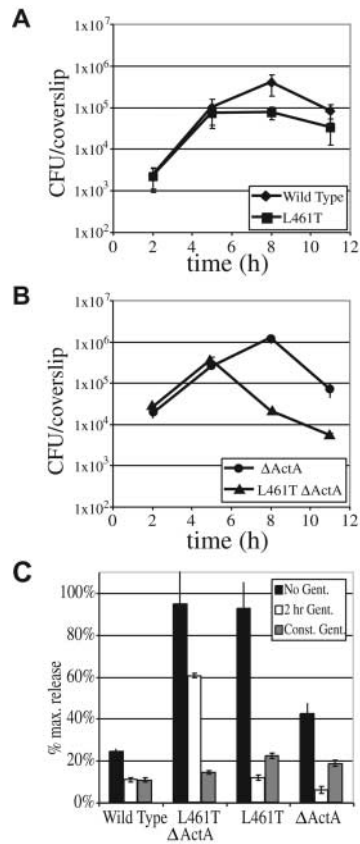 A
1x10⁷
1x10⁶
1x10⁵
1x10⁴
1x10³
1x10²
CFU/coverslip
Wild Type
L461T
0 2 4 6 8 10 12
time (h)
B
1x10⁷
1x10⁶
1x10⁵
1x10⁴
1x10³
1x10²
CFU/coverslip
ΔActA
L461T ΔActA
0 2 4 6 8 10 12
time (h)
C
No Gent.
2 hr Gent.
Const. Gent.
100%
80%
60%
40%
20%
0%
% max. release
Wild Type L461T L461T ΔActA
ΔActA